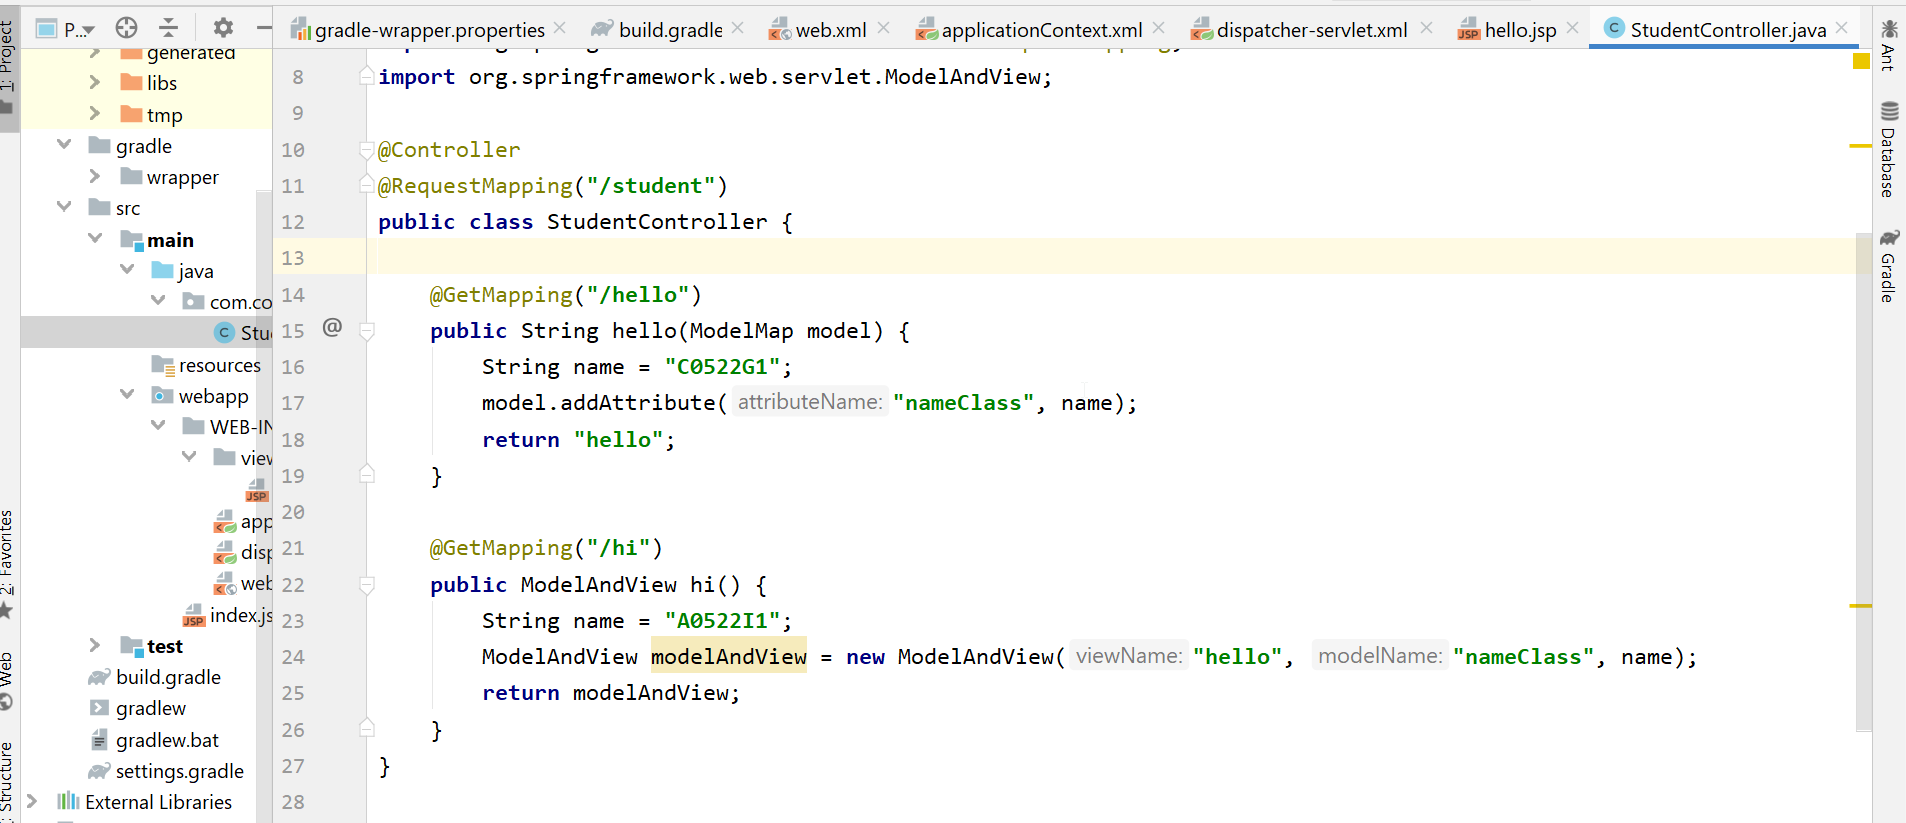 1: Project
P...
gradle-wrapper.properties
build.gradle
web.xml
applicationContext.xml
dispatcher-servlet.xml
hello.jsp
StudentController.java
generated
libs
tmp
gradle
wrapper
src
main
java
com.co
Stu
resources
webapp
WEB-IN
view
JSP
app
disp
web
index.js
test
build.gradle
gradlew
gradlew.bat
settings.gradle
External Libraries
2: Favorites
Web
Structure
8 import org.springframework.web.servlet.ModelAndView;
9
10 @Controller
11 @RequestMapping("/student")
12 public class StudentController {
13
14 @GetMapping("/hello")
15 @ public String hello(ModelMap model) {
16 String name = "C0522G1";
17 model.addAttribute( attributeName: "nameClass", name);
18 return "hello";
19 }
20
21 @GetMapping("/hi")
22 public ModelAndView hi() {
23 String name = "A0522I1";
24 ModelAndView modelAndView = new ModelAndView( viewName: "hello", modelName: "nameClass", name);
25 return modelAndView;
26 }
27 }
28
Ant
Database
Gradle